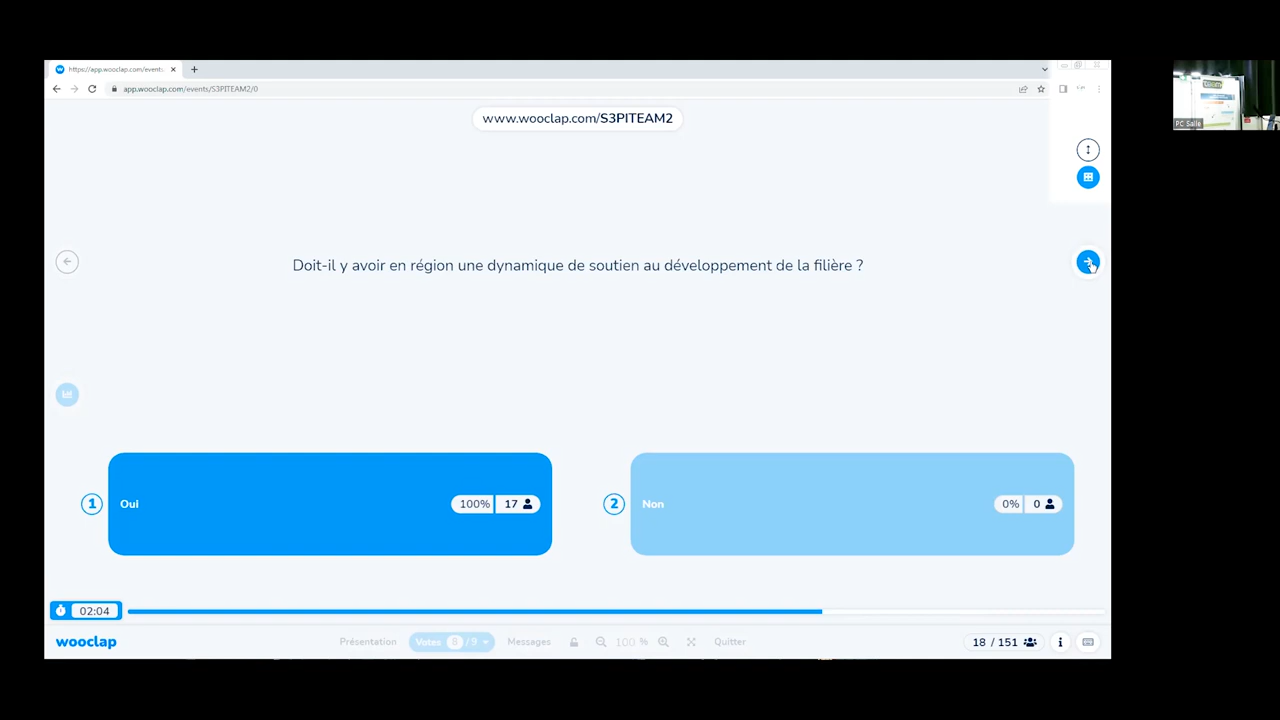 https://app.wooclap.com/events
app.wooclap.com/events/S3PITEAM2/0
www.wooclap.com/S3PITEAM2
PC Salle
Doit-il y avoir en région une dynamique de soutien au développement de la filière ?
1 Oui 100% 17
2 Non 0% 0
02:04
wooclap Présentation Votes 8 / 9 Messages 100 % Quitter 18 / 151